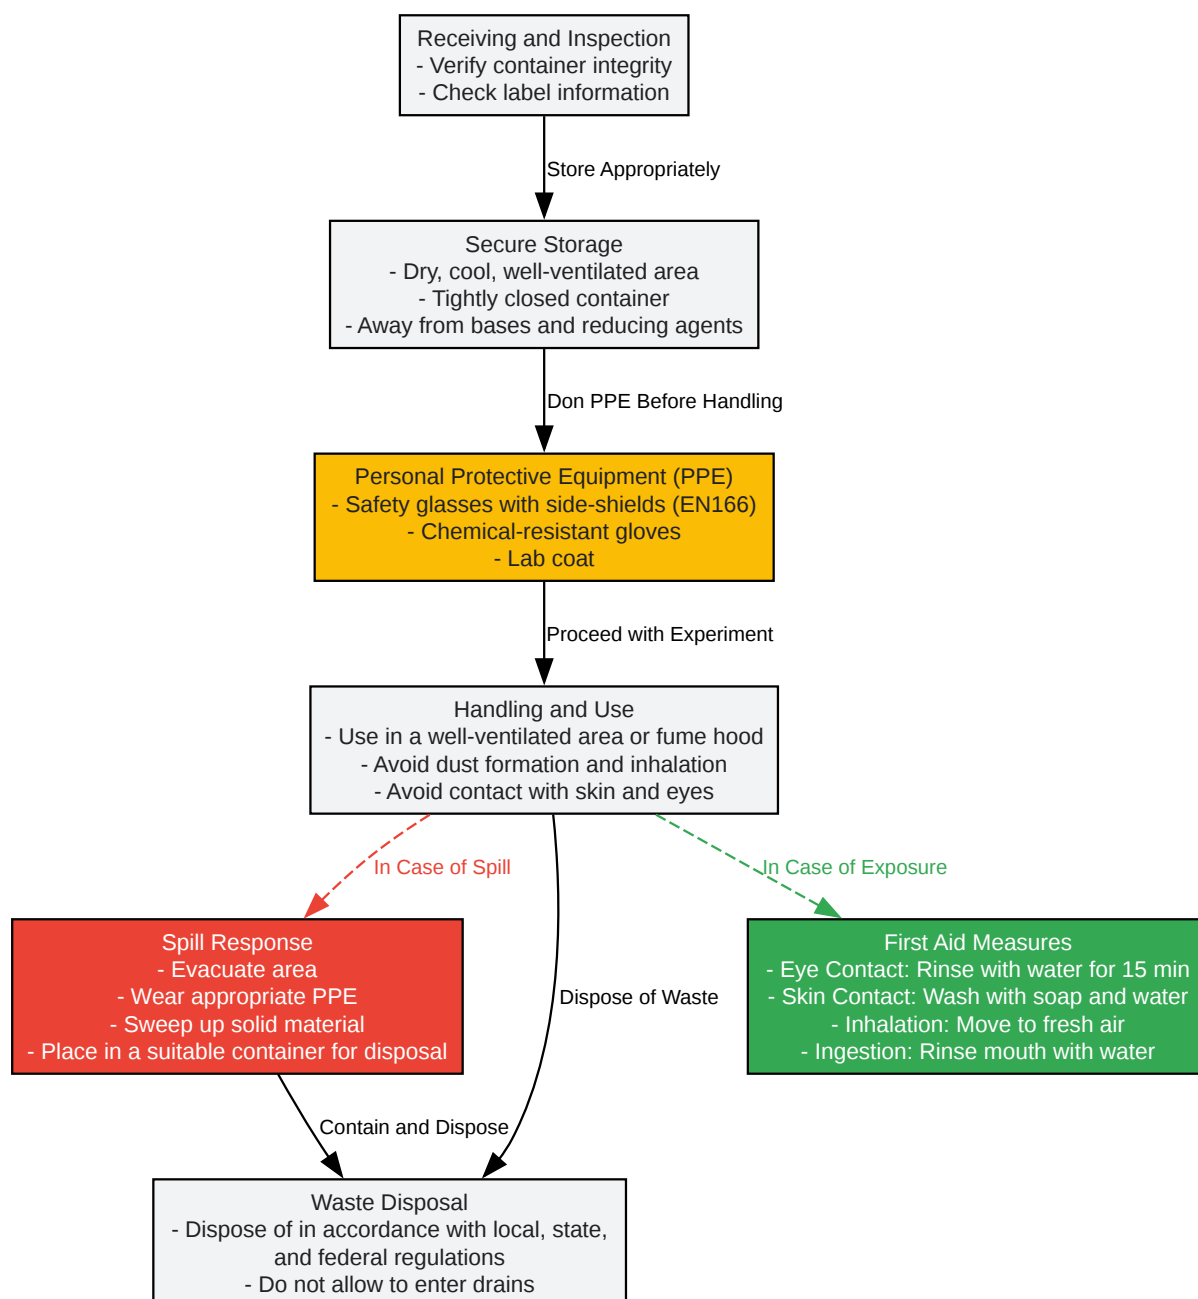 Receiving and Inspection
- Verify container integrity
- Check label information
Store Appropriately
Secure Storage
- Dry, cool, well-ventilated area
- Tightly closed container
- Away from bases and reducing agents
Don PPE Before Handling
Personal Protective Equipment (PPE)
- Safety glasses with side-shields (EN166)
- Chemical-resistant gloves
- Lab coat
Proceed with Experiment
Handling and Use
- Use in a well-ventilated area or fume hood
- Avoid dust formation and inhalation
- Avoid contact with skin and eyes
In Case of Spill
In Case of Exposure
Spill Response
- Evacuate area
- Wear appropriate PPE
- Sweep up solid material
- Place in a suitable container for disposal
Dispose of Waste
First Aid Measures
- Eye Contact: Rinse with water for 15 min
- Skin Contact: Wash with soap and water
- Inhalation: Move to fresh air
- Ingestion: Rinse mouth with water
Contain and Dispose
Waste Disposal
- Dispose of in accordance with local, state,
and federal regulations
- Do not allow to enter drains